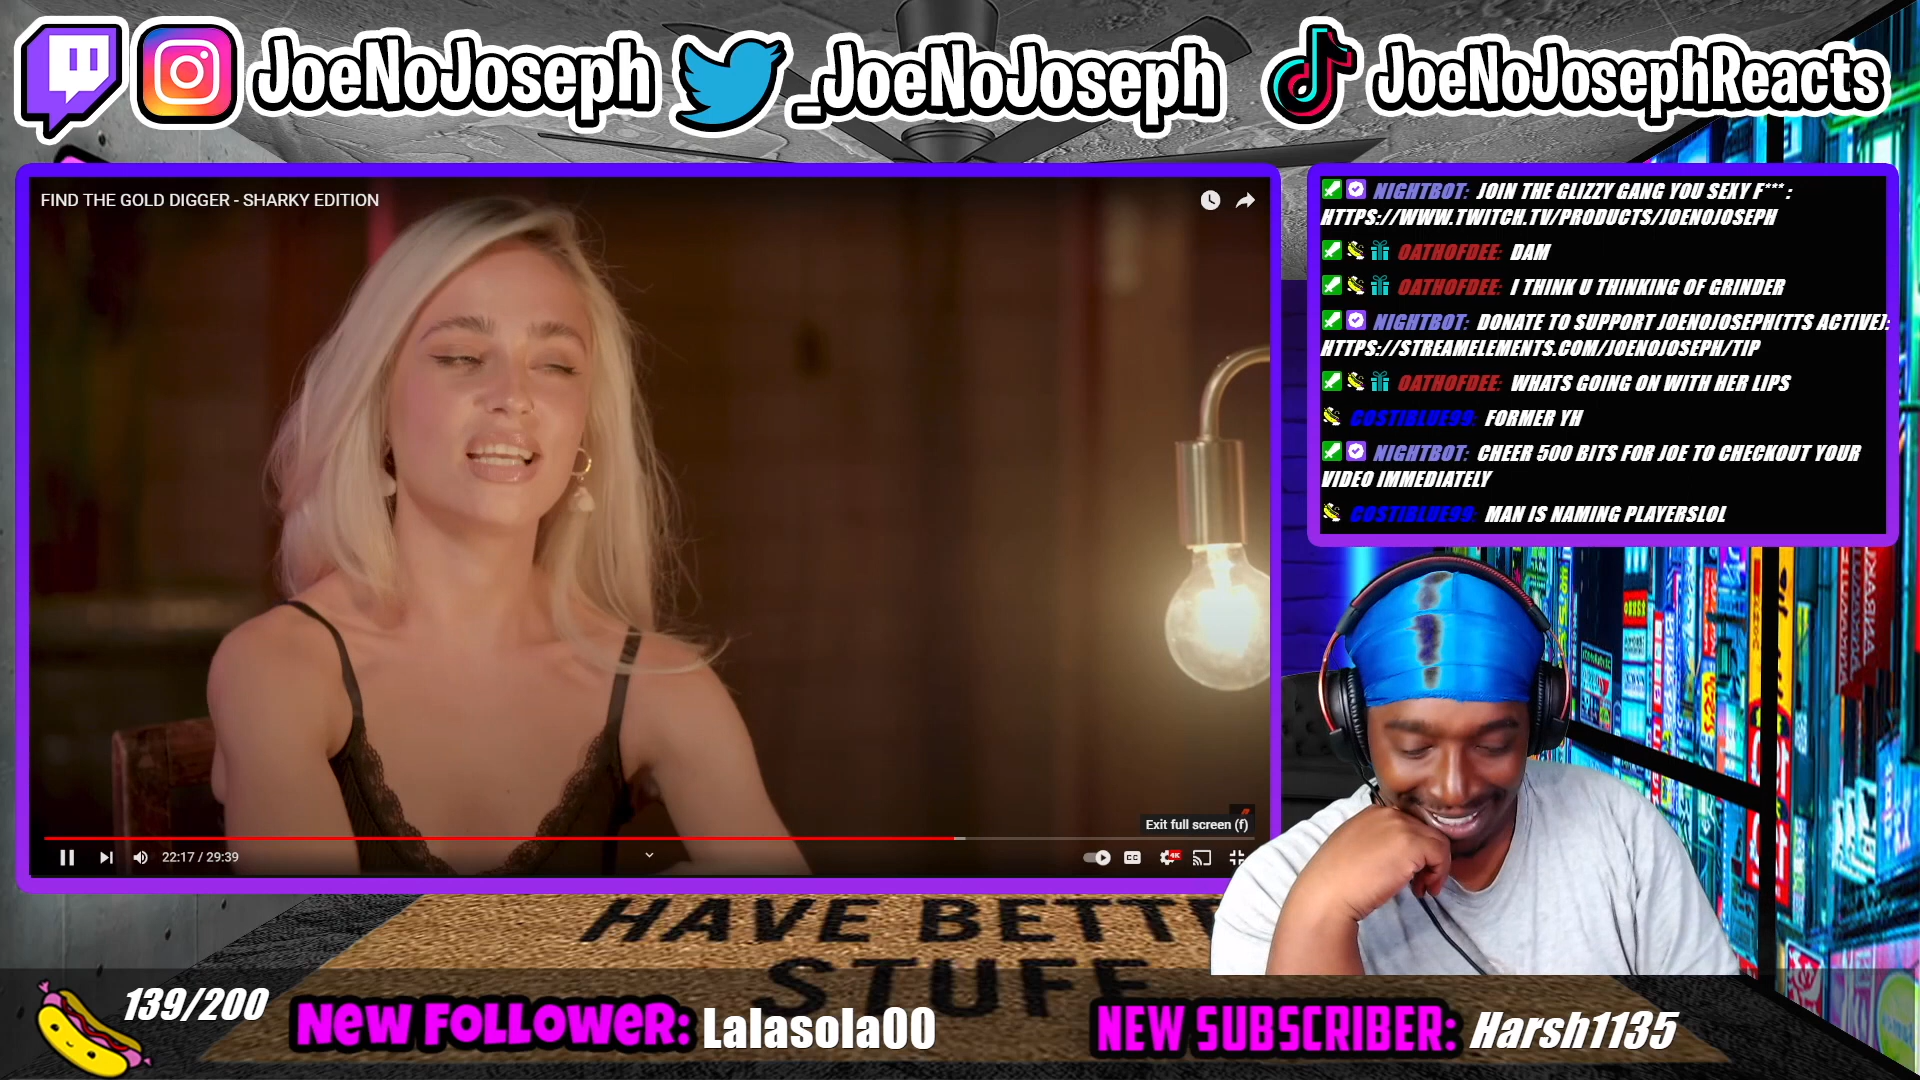 JoeNoJoseph
_JoeNoJoseph
JoeNoJosephReacts
FIND THE GOLD DIGGER - SHARKY EDITION
NIGHTBOT: JOIN THE GLIZZY GANG YOU SEXY F*** :
HTTPS://WWW.TWITCH.TV/PRODUCTS/JOENOJOSEPH
OATHOFDEE: DAM
OATHOFDEE: I THINK U THINKING OF GRINDER
NIGHTBOT: DONATE TO SUPPORT JOENOJOSEPH(TTS ACTIVE):
HTTPS://STREAMELEMENTS.COM/JOENOJOSEPH/TIP
OATHOFDEE: WHATS GOING ON WITH HER LIPS
COSTIBLUE99: FORMER YH
NIGHTBOT: CHEER 500 BITS FOR JOE TO CHECKOUT YOUR
VIDEO IMMEDIATELY
COSTIBLUE99: MAN IS NAMING PLAYERSLOL
Exit full screen (f)
22:17 / 29:39
CC
4K
HAVE BETT
STUFF
139/200
NEW FOLLOWER: Lalasola00
NEW SUBSCRIBER: Harsh1135